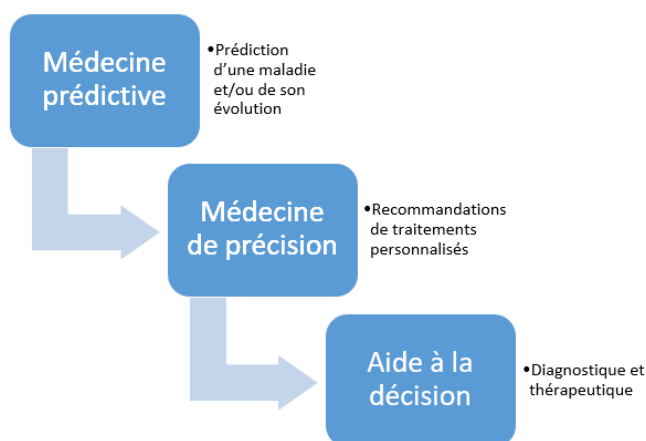 Médecine
prédictive
•Prédiction
d’une maladie
et/ou de son
évolution
Médecine
de précision
•Recommandations
de traitements
personnalisés
Aide à la
décision
•Diagnostique et
thérapeutique